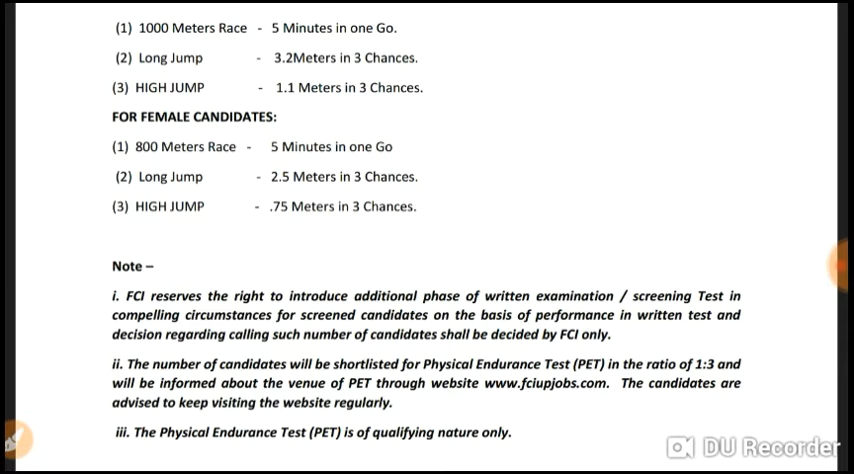 (1) 1000 Meters Race - 5 Minutes in one Go.
(2) Long Jump - 3.2Meters in 3 Chances.
(3) HIGH JUMP - 1.1 Meters in 3 Chances.
FOR FEMALE CANDIDATES:
(1) 800 Meters Race - 5 Minutes in one Go
(2) Long Jump - 2.5 Meters in 3 Chances.
(3) HIGH JUMP - .75 Meters in 3 Chances.
Note –
i. FCI reserves the right to introduce additional phase of written examination / screening Test in
compelling circumstances for screened candidates on the basis of performance in written test and
decision regarding calling such number of candidates shall be decided by FCI only.
ii. The number of candidates will be shortlisted for Physical Endurance Test (PET) in the ratio of 1:3 and
will be informed about the venue of PET through website www.fciupjobs.com. The candidates are
advised to keep visiting the website regularly.
iii. The Physical Endurance Test (PET) is of qualifying nature only.
DU Recorder